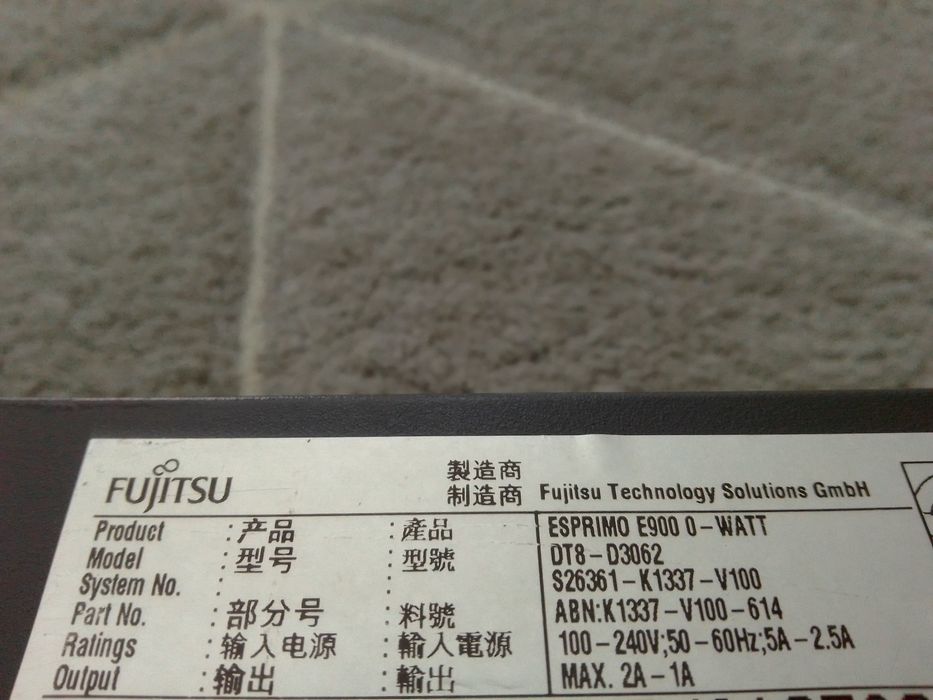 FUJITSU
製造商
制造商 Fujitsu Technology Solutions GmbH
Product :产品 :產品 ESPRIMO E900 0-WATT
Model :型号 :型號 DT8-D3062
System No. : : S26361-K1337-V100
Part No. :部分号 :料號 ABN:K1337-V100-614
Ratings :输入电源 :輸入電源 100-240V;50-60Hz;5A-2.5A
Output :输出 :輸出 MAX. 2A-1A